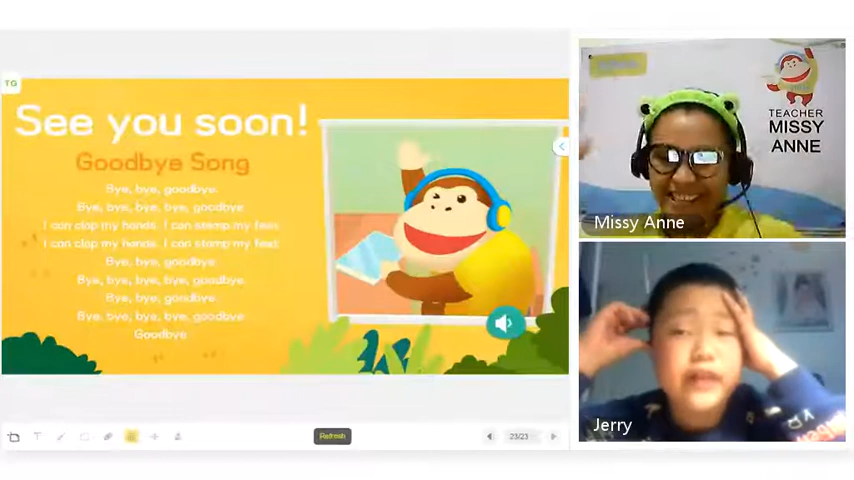 TG
See you soon!
Goodbye Song
Bye, bye, goodbye.
Bye, bye, bye, bye, goodbye.
I can clap my hands. I can stamp my feet.
I can clap my hands. I can stamp my feet.
Bye, bye, goodbye.
Bye, bye, bye, bye, goodbye.
Bye, bye, goodbye.
Bye, bye, bye, bye, goodbye.
Goodbye.
Refresh
23/23
TEACHER
MISSY
ANNE
Missy Anne
Jerry